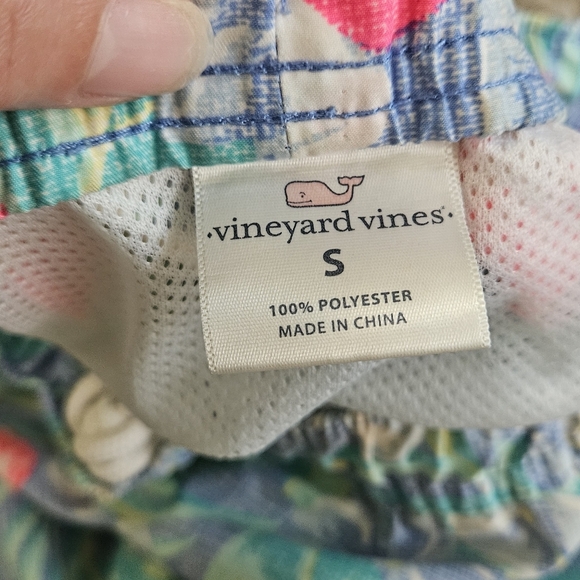 vineyard vines
S
100% POLYESTER
MADE IN CHINA